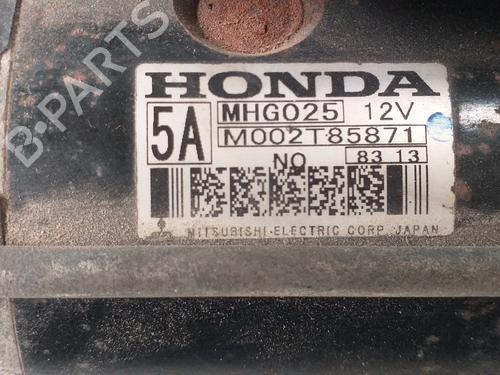 HONDA
5A
MHG025 12V
M002T85871
NO 83 13
MITSUBISHI ELECTRIC CORP. JAPAN
B-PARTS